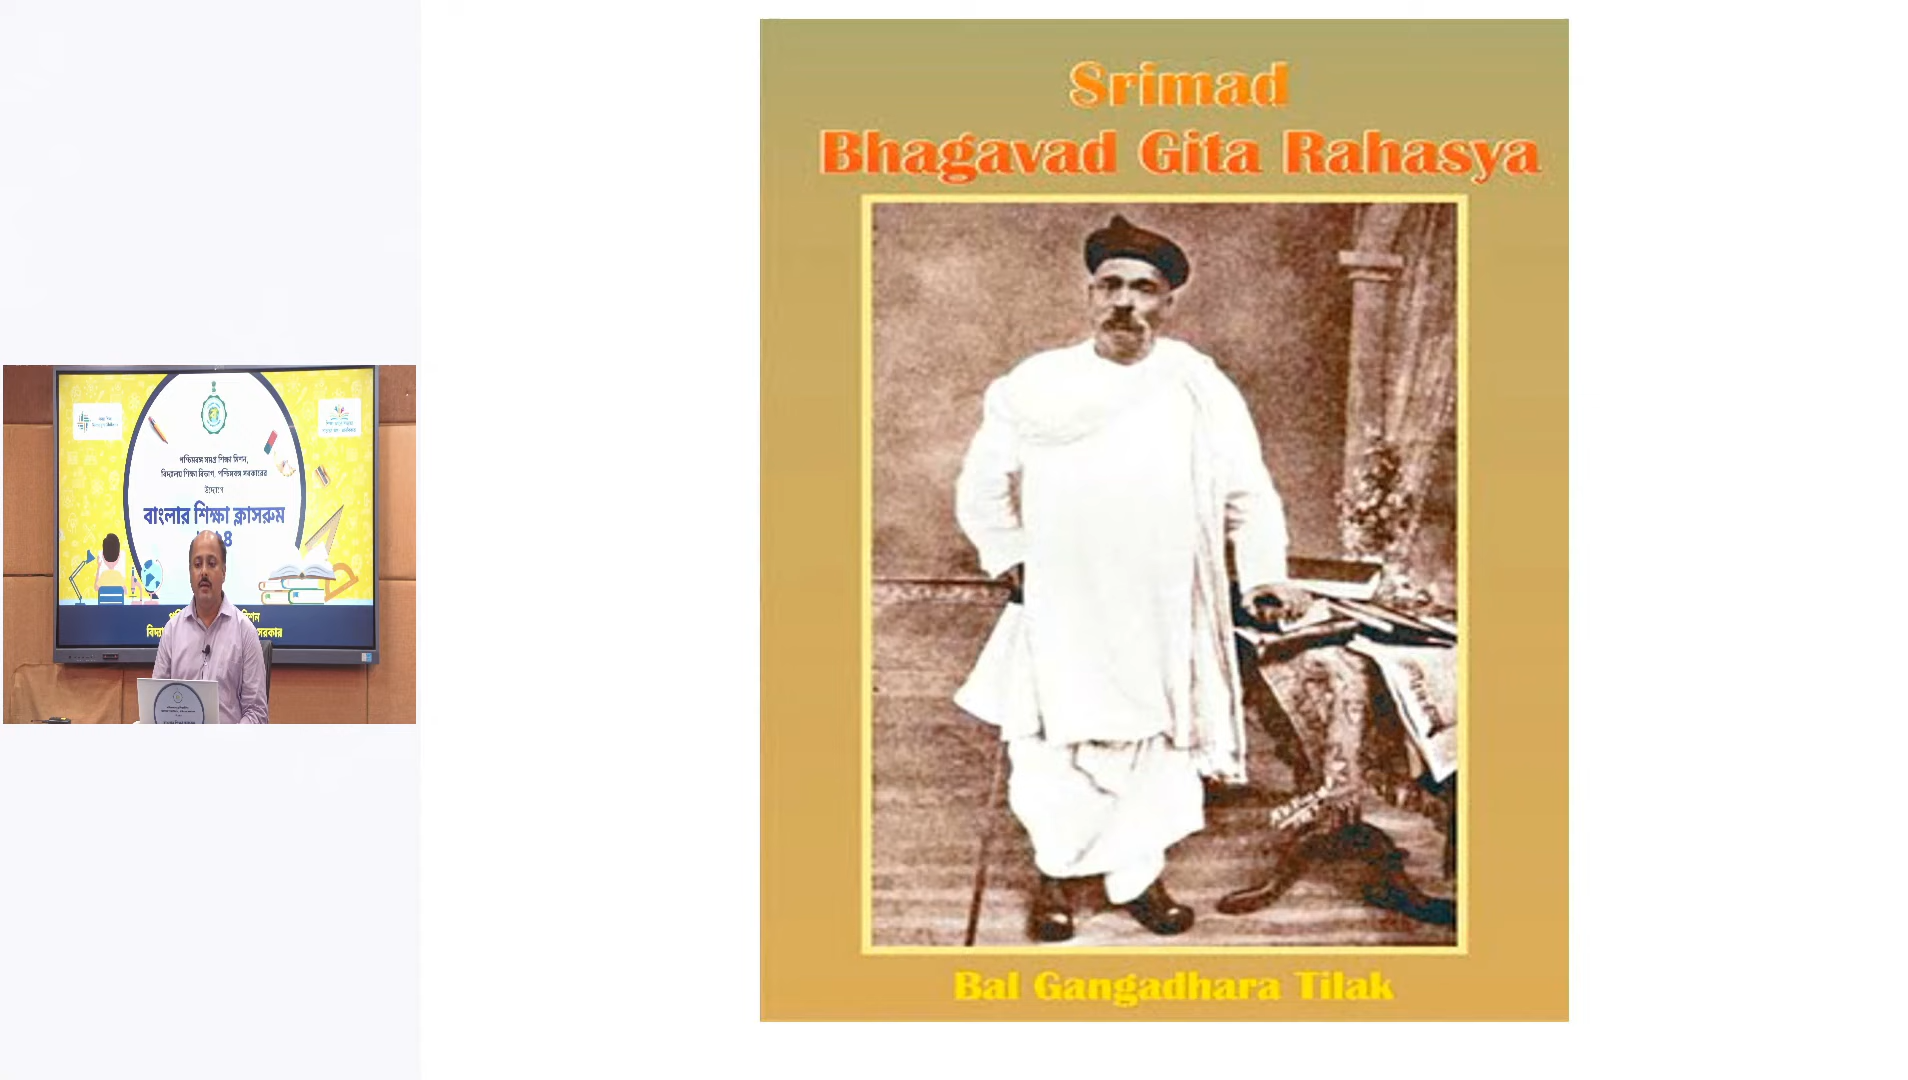 Srimad
Bhagavad Gita Rahasya
Bal Gangadhara Tilak
পশ্চিমবঙ্গ সমগ্র শিক্ষা মিশন,
বিদ্যালয় শিক্ষা বিভাগ, পশ্চিমবঙ্গ সরকারের
উদ্যোগে
বাংলার শিক্ষা ক্লাসরুম